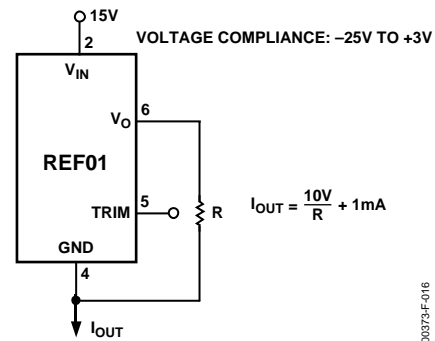 15V
2
VOLTAGE COMPLIANCE: –25V TO +3V
VIN
6
VO
REF01
5
TRIM
R
IOUT = 10V/R + 1mA
GND
4
IOUT
00373-F-016